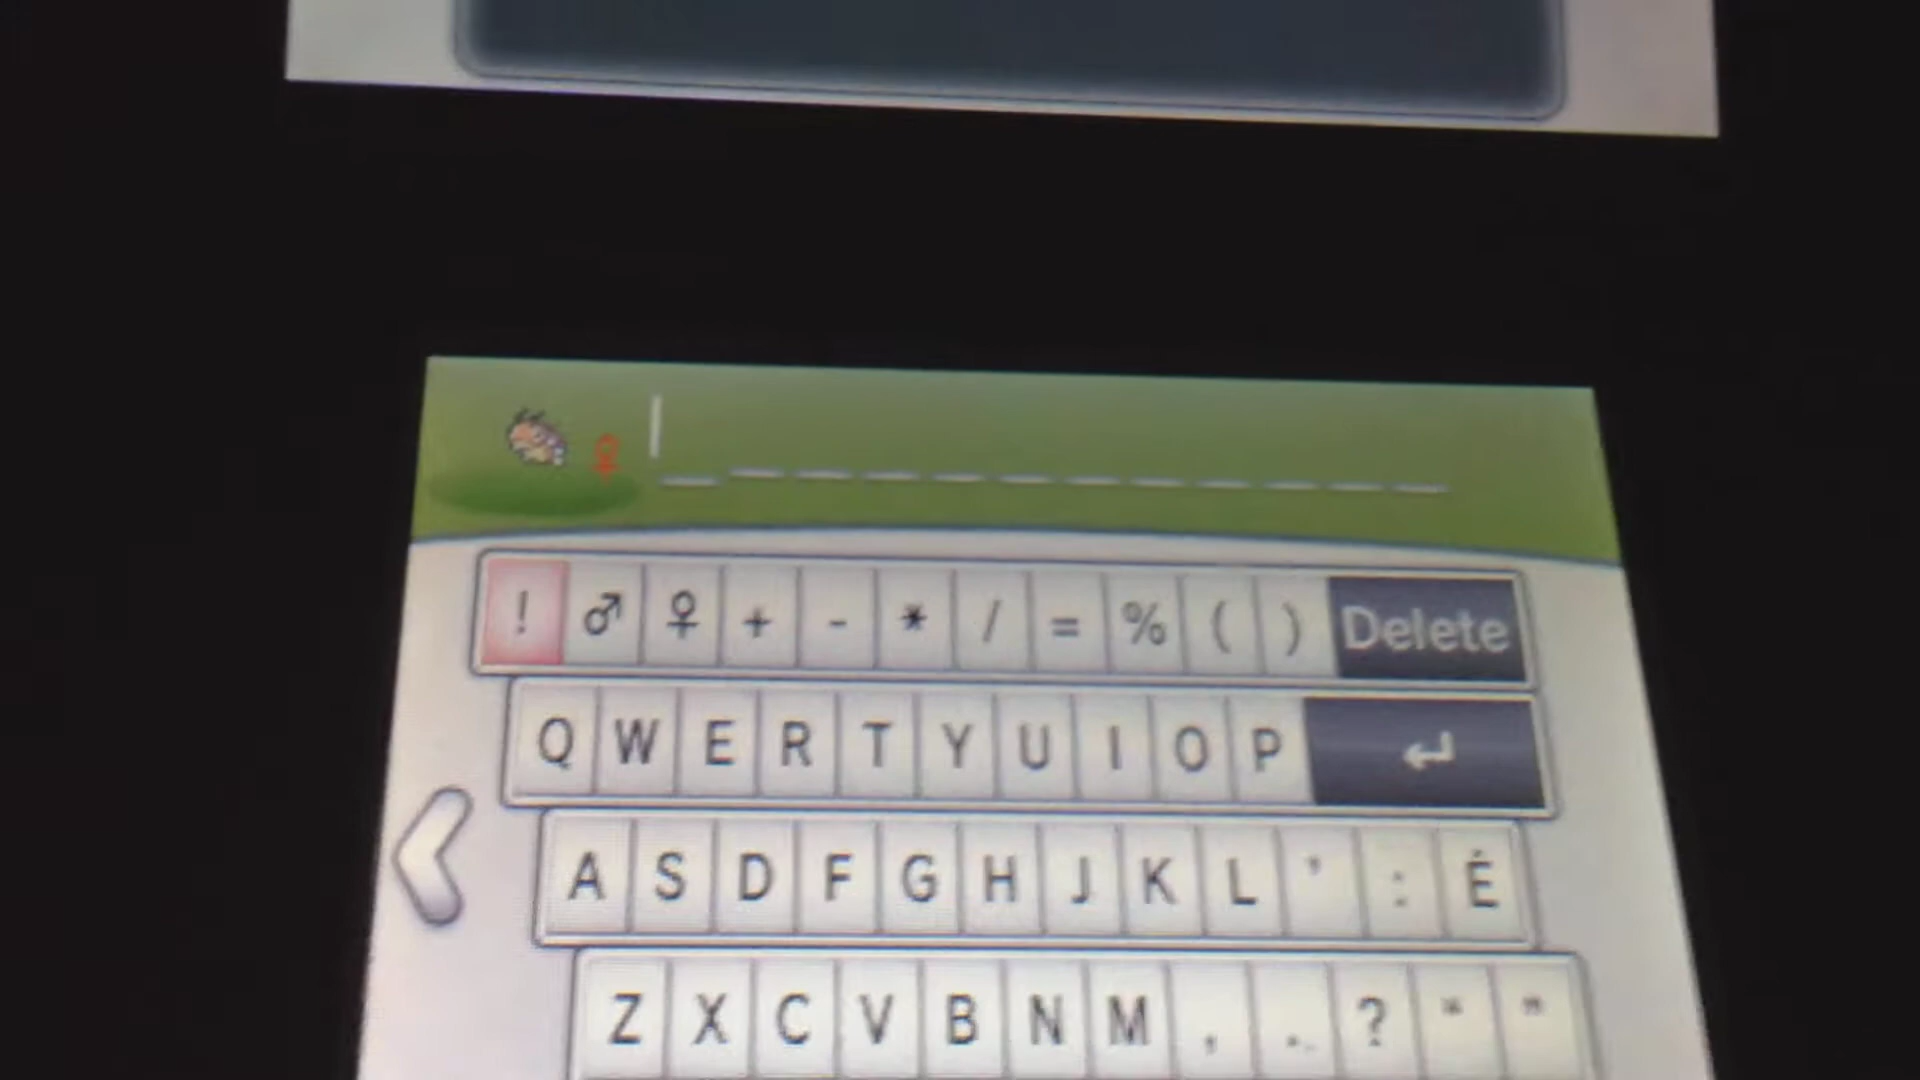 ♀
! ♂ ♀ + - * / = % ( ) Delete
Q W E R T Y U I O P ↵
A S D F G H J K L ' : É
Z X C V B N M , . ? “ ”